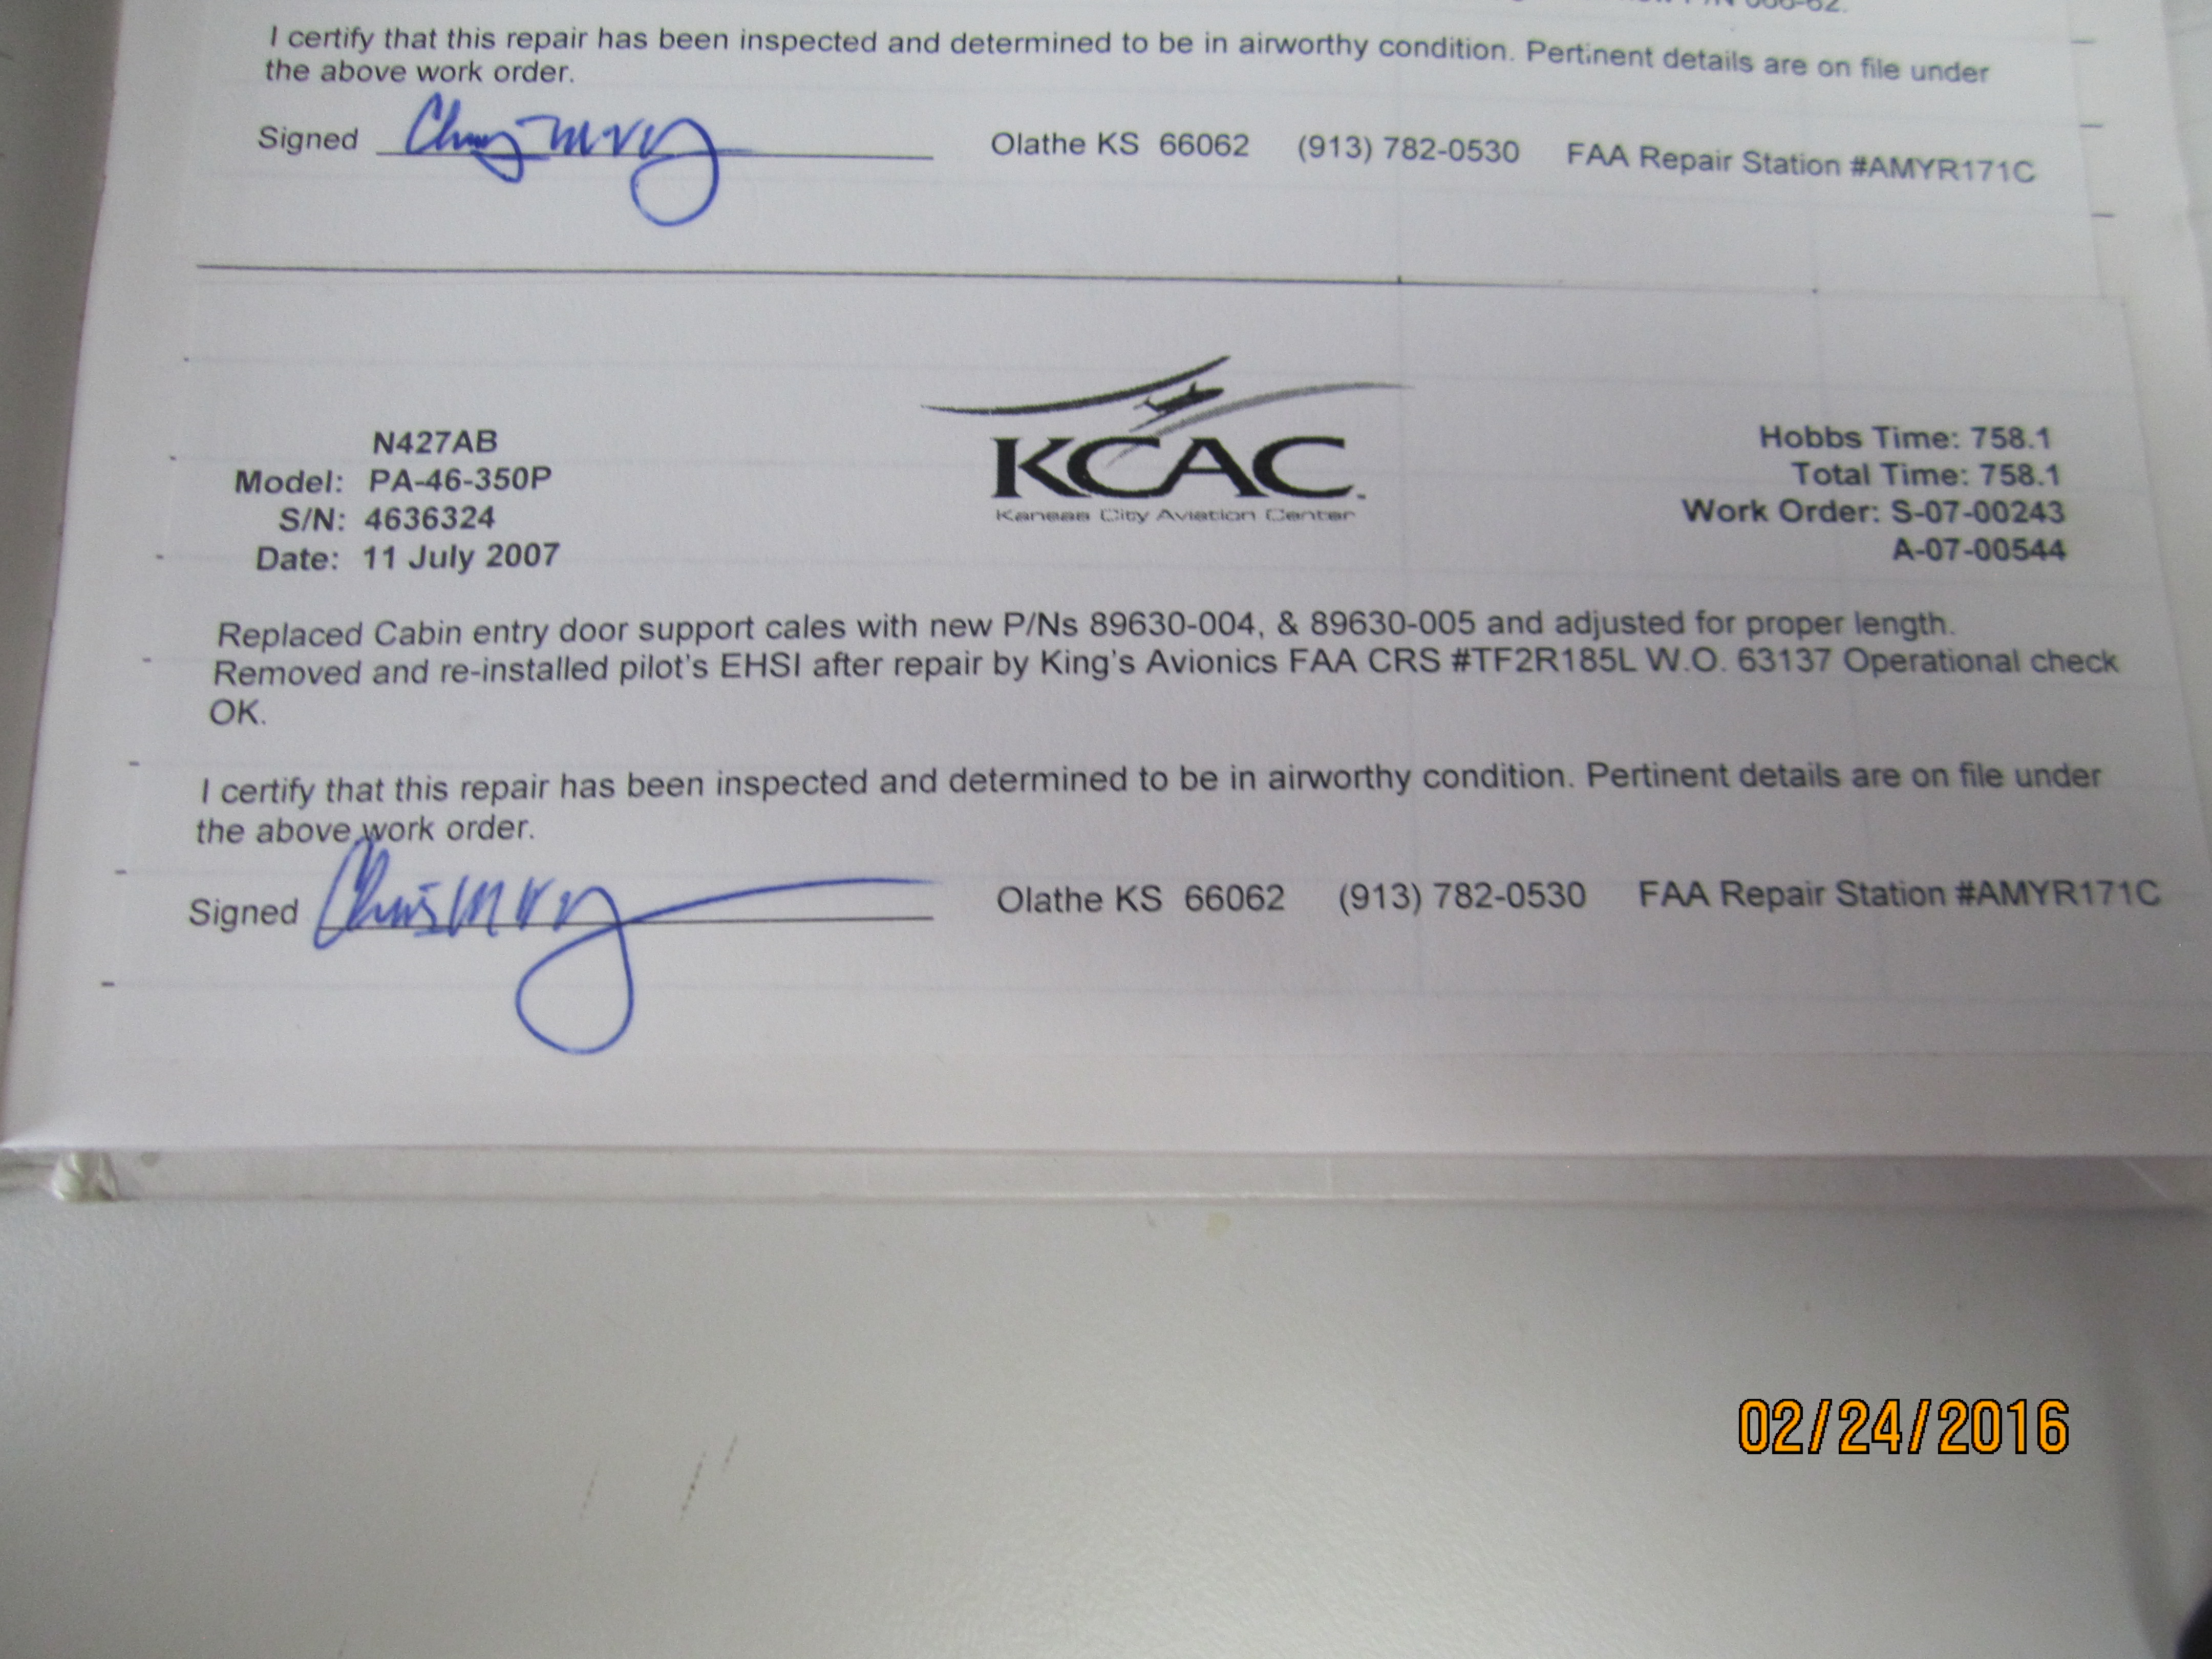 I certify that this repair has been inspected and determined to be in airworthy condition. Pertinent details are on file under
the above work order.
Signed
Olathe KS 66062 (913) 782-0530 FAA Repair Station #AMYR171C
KCAC
Kansas City Aviation Center
N427AB
Model: PA-46-350P
S/N: 4636324
Date: 11 July 2007
Hobbs Time: 758.1
Total Time: 758.1
Work Order: S-07-00243
A-07-00544
Replaced Cabin entry door support cales with new P/Ns 89630-004, & 89630-005 and adjusted for proper length.
Removed and re-installed pilot's EHSI after repair by King's Avionics FAA CRS #TF2R185L W.O. 63137 Operational check
OK.
I certify that this repair has been inspected and determined to be in airworthy condition. Pertinent details are on file under
the above work order.
Signed Chris
Olathe KS 66062 (913) 782-0530 FAA Repair Station #AMYR171C
02/24/2016